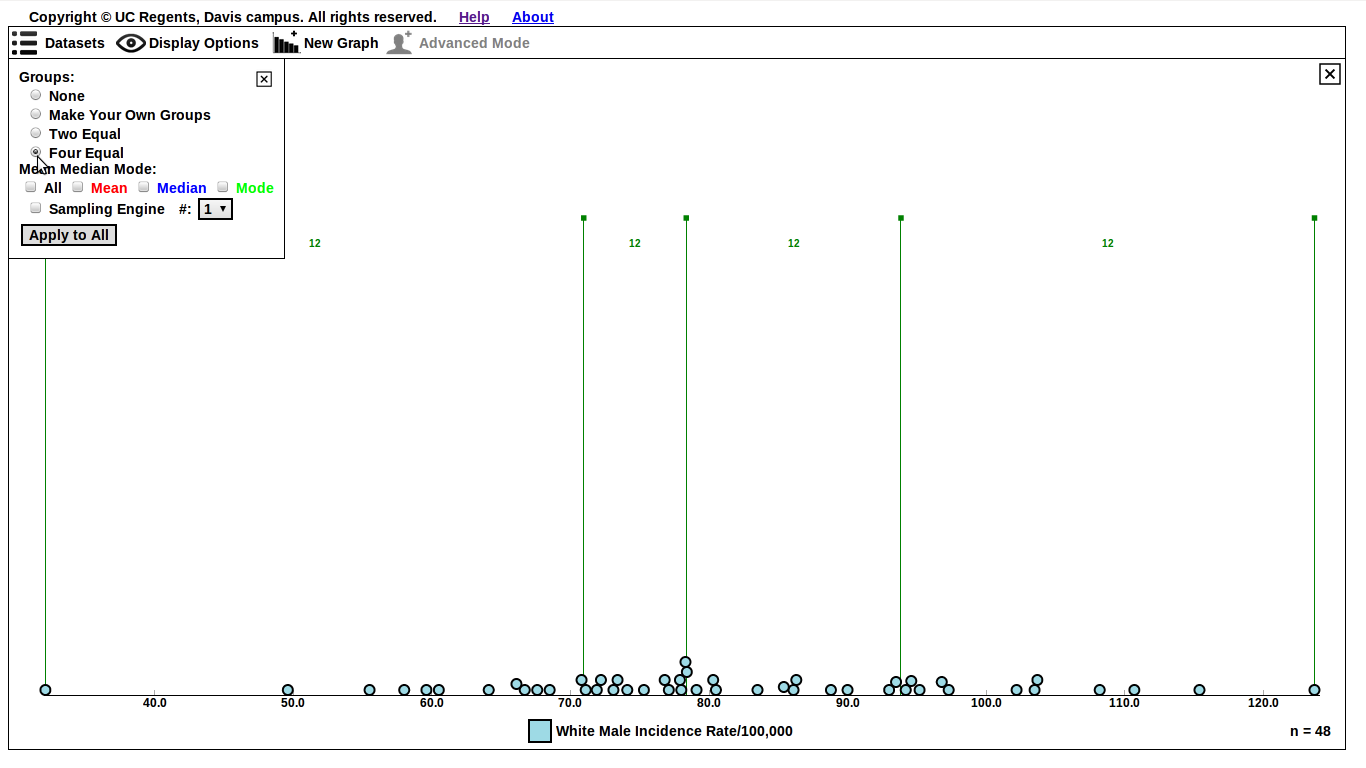 Copyright © UC Regents, Davis campus. All rights reserved. Help About
Datasets Display Options New Graph Advanced Mode
Groups:
None
Make Your Own Groups
Two Equal
Four Equal
Mean Median Mode:
All Mean Median Mode
Sampling Engine #: 1
Apply to All
12 12 12 12
40.0 50.0 60.0 70.0 80.0 90.0 100.0 110.0 120.0
White Male Incidence Rate/100,000
n = 48